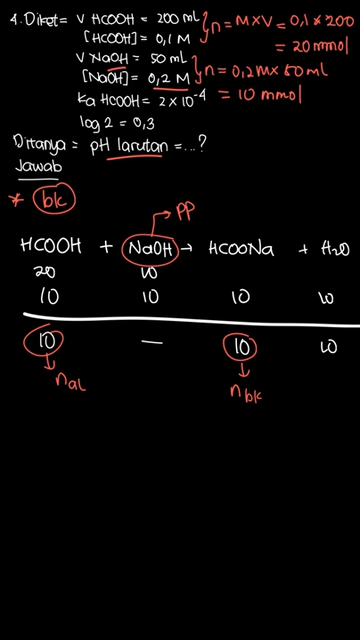 4. Diket = V HCOOH = 200 mL } n = M×V = 0,1 × 200
[HCOOH] = 0,1 M = 20 mmol
V NaOH = 50 mL } n = 0,2 M × 50 mL
[NaOH] = 0,2 M = 10 mmol
Ka HCOOH = 2 × 10⁻⁴
log 2 = 0,3
Ditanya = pH larutan = ...?
Jawab
* blc
PP
HCOOH + NaOH → HCOONa + H2O
20 10
10 10 10 10
10 — 10 10
nal nbk